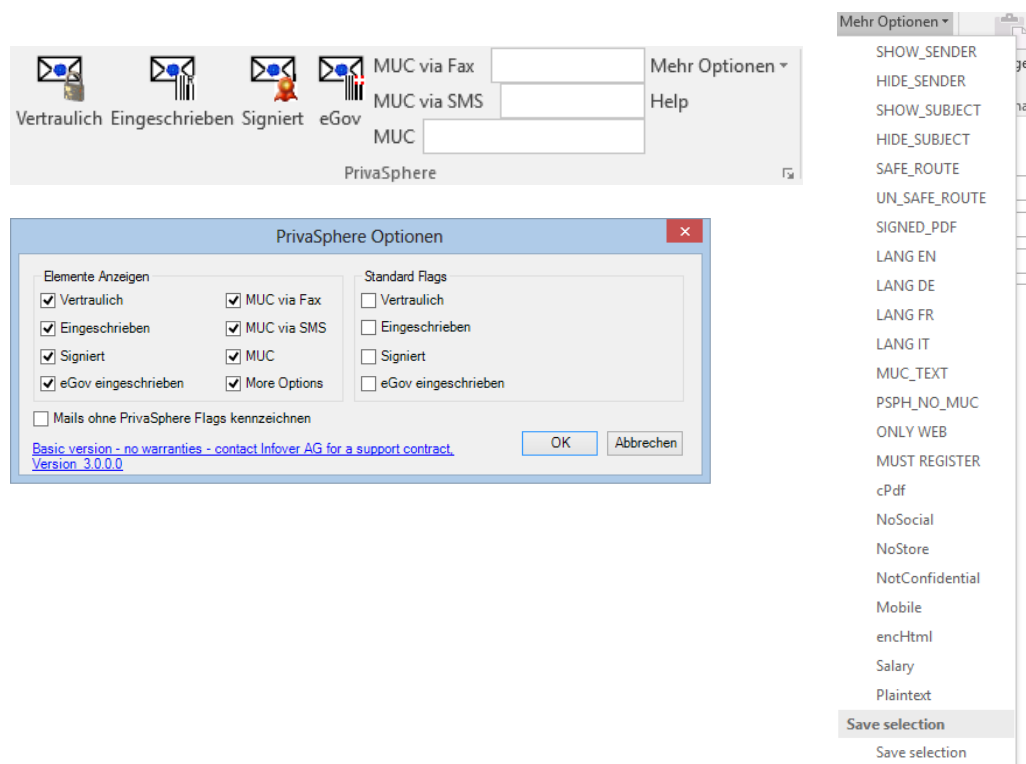 Vertraulich Eingeschrieben Signiert eGov
MUC via Fax
MUC via SMS
MUC
Mehr Optionen
Help
PrivaSphere
PrivaSphere Optionen
Elemente Anzeigen
Vertraulich
Eingeschrieben
Signiert
eGov eingeschrieben
MUC via Fax
MUC via SMS
MUC
More Options
Standard Flags
Vertraulich
Eingeschrieben
Signiert
eGov eingeschrieben
Mails ohne PrivaSphere Flags kennzeichnen
Basic version - no warranties - contact Infover AG for a support contract,
Version 3.0.0.0
OK
Abbrechen
Mehr Optionen
SHOW_SENDER
HIDE_SENDER
SHOW_SUBJECT
HIDE_SUBJECT
SAFE_ROUTE
UN_SAFE_ROUTE
SIGNED_PDF
LANG EN
LANG DE
LANG FR
LANG IT
MUC_TEXT
PSPH_NO_MUC
ONLY WEB
MUST REGISTER
cPdf
NoSocial
NoStore
NotConfidential
Mobile
encHtml
Salary
Plaintext
Save selection
Save selection